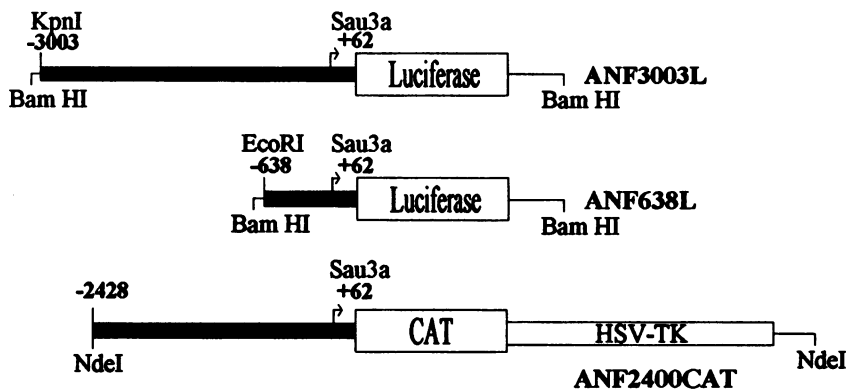 KpnI
-3003
Sau3a
+62
Luciferase
ANF3003L
Bam HI
Bam HI
EcoRI
-638
Sau3a
+62
Luciferase
ANF638L
Bam HI
Bam HI
-2428
Sau3a
+62
CAT
HSV-TK
NdeI
NdeI
ANF2400CAT